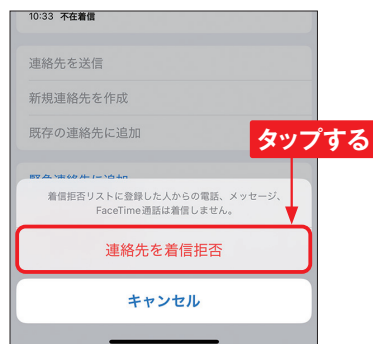 10:33 不在着信
連絡先を送信
新規連絡先を作成
既存の連絡先に追加
タップする
緊急連絡先に追加
着信拒否リストに登録した人からの電話、メッセージ、
FaceTime通話は着信しません。
連絡先を着信拒否
キャンセル